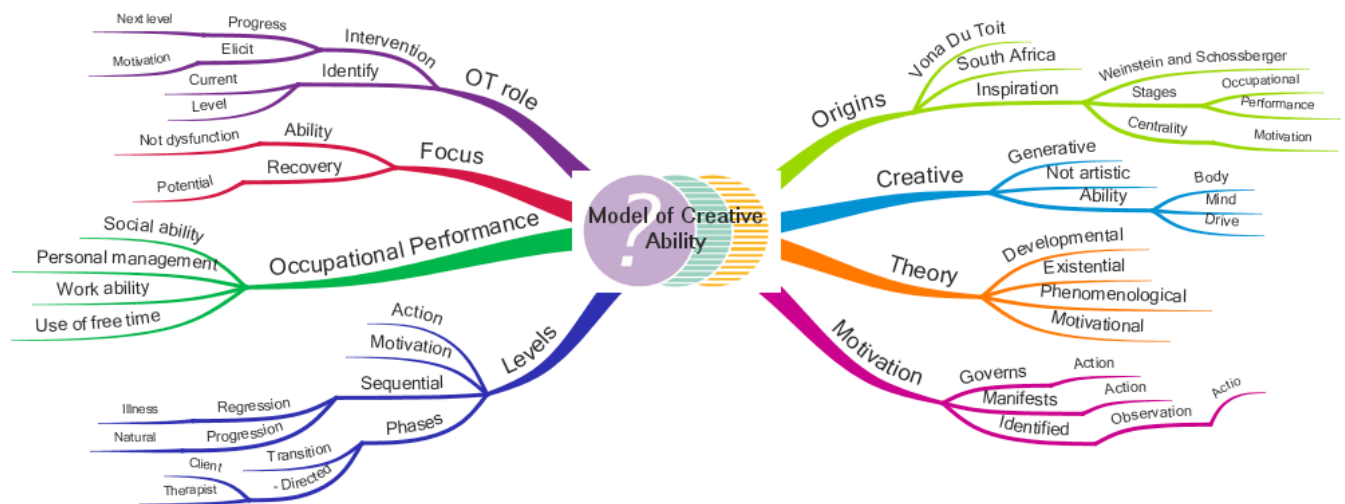 Model of Creative
Ability
?
OT role
Intervention
Progress
Next level
Elicit
Motivation
Identify
Current
Level
Focus
Ability
Not dysfunction
Recovery
Potential
Occupational Performance
Social ability
Personal management
Work ability
Use of free time
Levels
Action
Motivation
Sequential
Regression
Illness
Progression
Natural
Phases
Transition
- Directed
Client
Therapist
Origins
Vona Du Toit
South Africa
Inspiration
Weinstein and Schossberger
Stages
Occupational
Performance
Centrality
Motivation
Creative
Generative
Not artistic
Ability
Body
Mind
Drive
Theory
Developmental
Existential
Phenomenological
Motivational
Motivation
Governs
Action
Manifests
Action
Identified
Observation
Actio